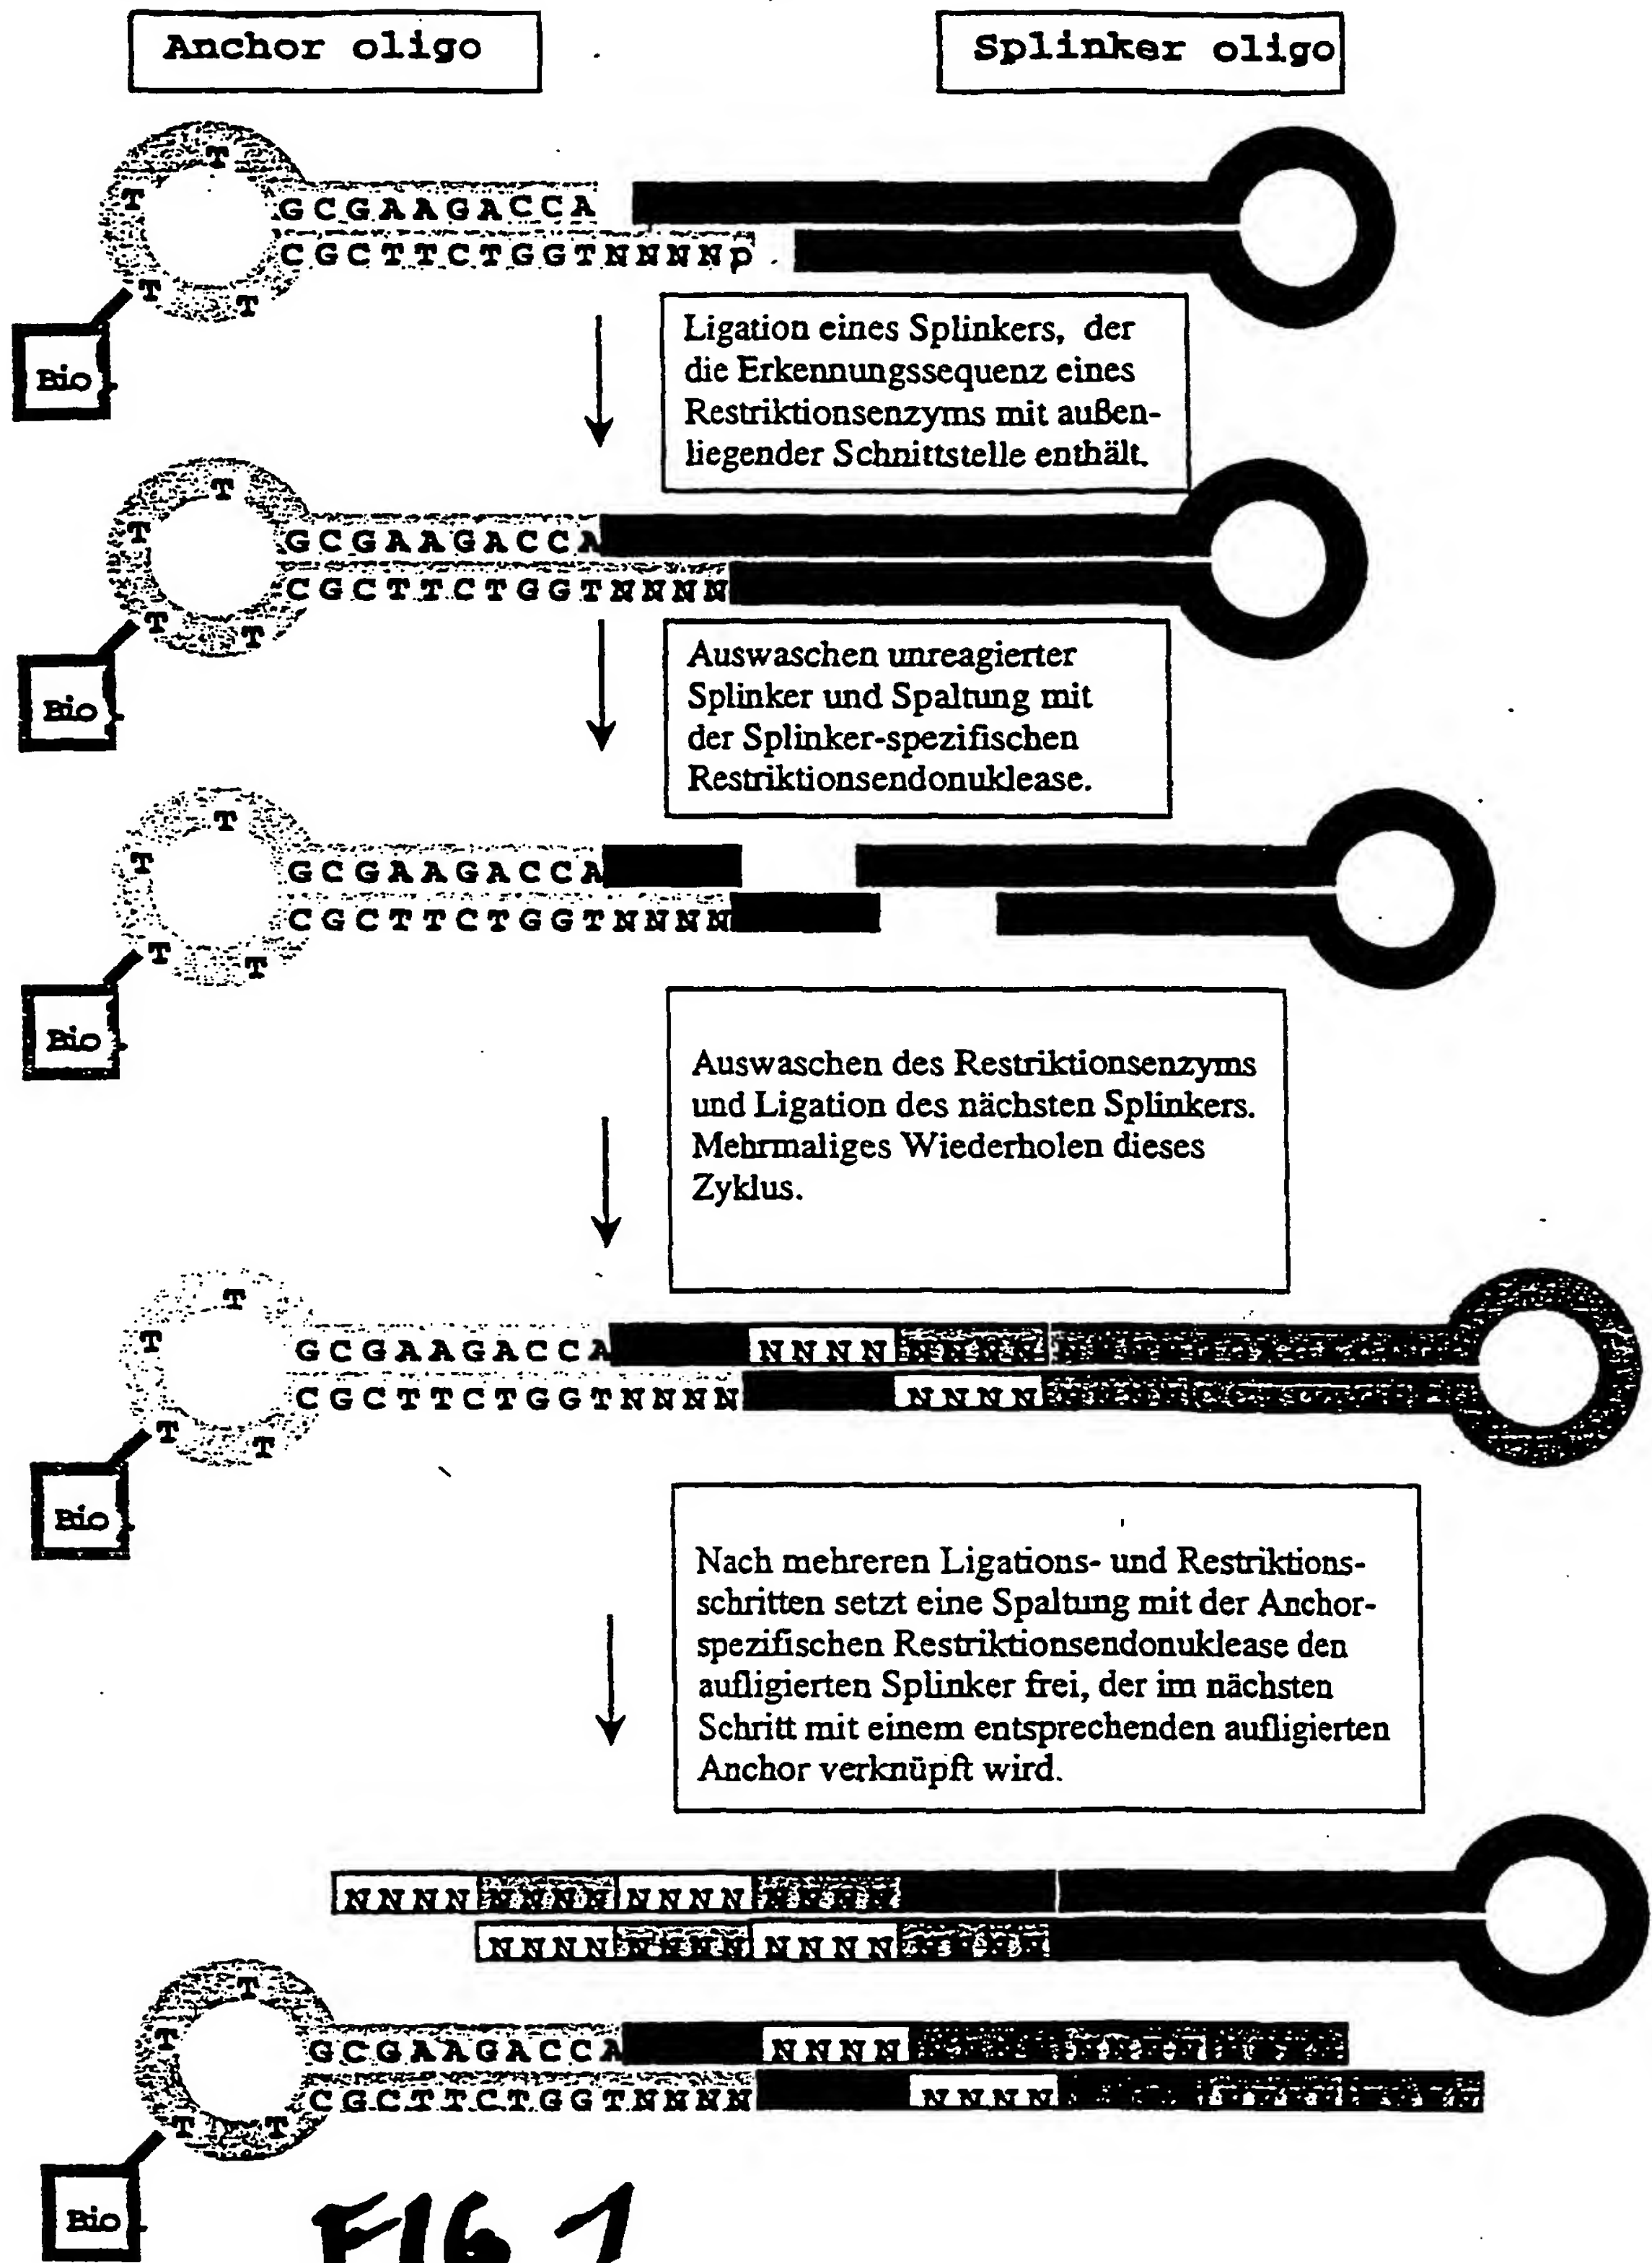 Anchor oligo
Splinker oligo
T
T
GCGAAGACCA
CGCTTCTGGTNNNNp
T
T
Bio
Ligation eines Splinkers, der
die Erkennungssequenz eines
Restriktionsenzyms mit außen-
liegender Schnittstelle enthält.
T
T
GCGAAGACCA
CGCTTCTGGTNNNN
T
T
Bio
Auswaschen unreagierter
Splinker und Spaltung mit
der Splinker-spezifischen
Restriktionsendonuklease.
T
T
GCGAAGACCA
CGCTTCTGGTNNNN
T
T
Bio
Auswaschen des Restriktionsenzyms
und Ligation des nächsten Splinkers.
Mehrmaliges Wiederholen dieses
Zyklus.
T
T
GCGAAGACCA
NNNN NNNN
CGCTTCTGGTNNNN
NNNN
T
T
Bio
Nach mehreren Ligations- und Restriktions-
schritten setzt eine Spaltung mit der Anchor-
spezifischen Restriktionsendonuklease den
aufligierten Splinker frei, der im nächsten
Schritt mit einem entsprechenden aufligierten
Anchor verknüpft wird.
NNNN NNNN NNNN NNNN
NNNN NNNN NNNN NNNN
T
T
GCGAAGACCA
NNNN
CGCTTCTGGTNNNN
NNNN
T
T
Bio
FIG 1